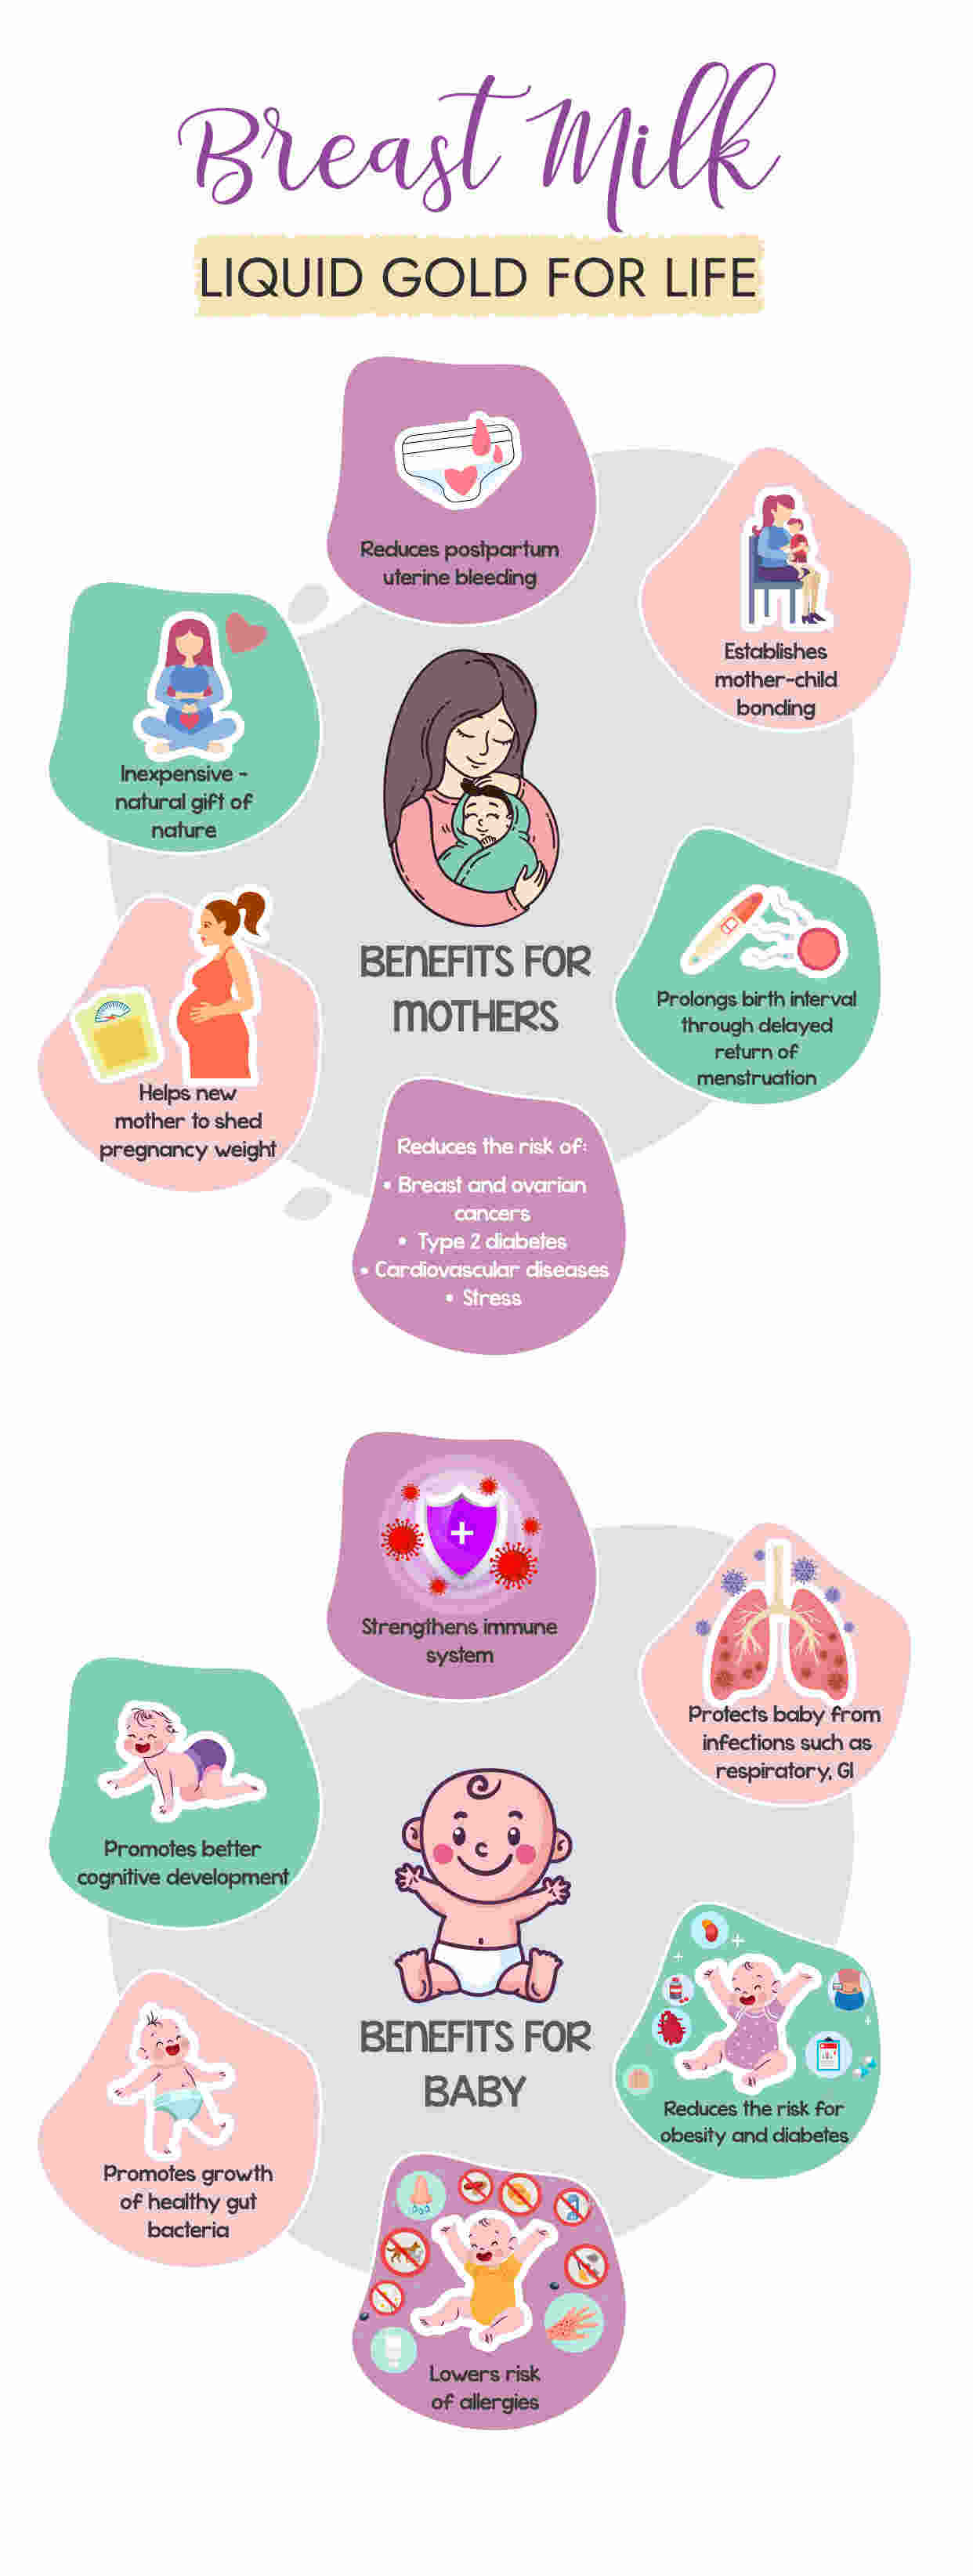 Breast Milk
LIQUID GOLD FOR LIFE
Reduces postpartum
uterine bleeding
Establishes
mother-child
bonding
Inexpensive -
natural gift of
nature
BENEFITS FOR
MOTHERS
Prolongs birth interval
through delayed
return of
menstruation
Helps new
mother to shed
pregnancy weight
Reduces the risk of:
• Breast and ovarian
cancers
• Type 2 diabetes
• Cardiovascular diseases
• Stress
Strengthens immune
system
Protects baby from
infections such as
respiratory, GI
Promotes better
cognitive development
BENEFITS FOR
BABY
Reduces the risk for
obesity and diabetes
Promotes growth
of healthy gut
bacteria
Lowers risk
of allergies